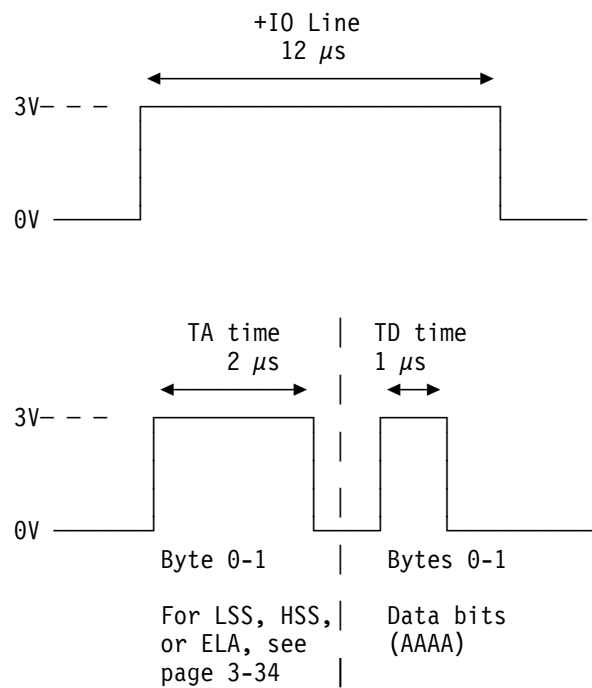 +IO Line
12 μs
3V
0V
TA time
2 μs
TD time
1 μs
3V
0V
Byte 0-1
Bytes 0-1
For LSS, HSS,
or ELA, see
page 3-34
Data bits
(AAAA)